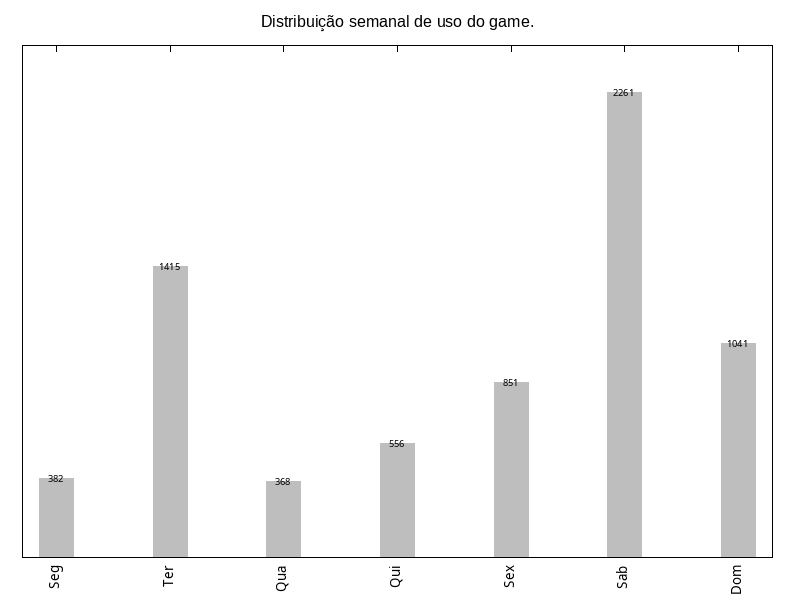 Distribuição semanal de uso do game.
2261
1415
1041
851
556
382
368
Seg
Ter
Qua
Qui
Sex
Sab
Dom